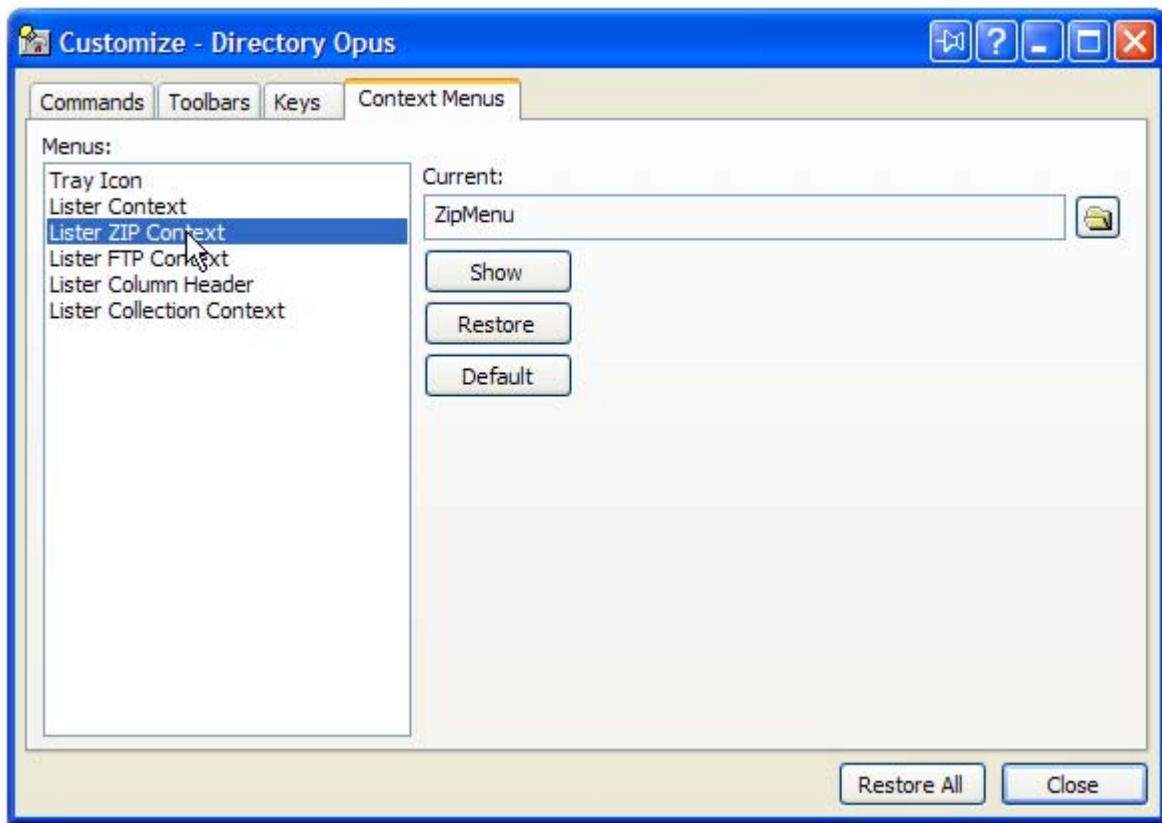 Customize - Directory Opus
Commands Toolbars Keys Context Menus
Menus:
Tray Icon
Lister Context
Lister ZIP Context
Lister FTP Context
Lister Column Header
Lister Collection Context
Current:
ZipMenu
Show
Restore
Default
Restore All Close